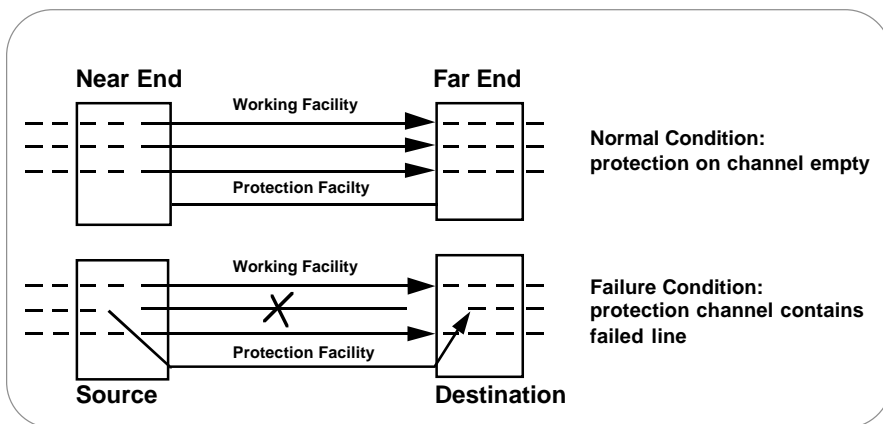 Near End
Far End
Working Facility
Protection Facilty
Normal Condition:
protection on channel empty
Working Facility
Protection Facility
Failure Condition:
protection channel contains
failed line
Source
Destination